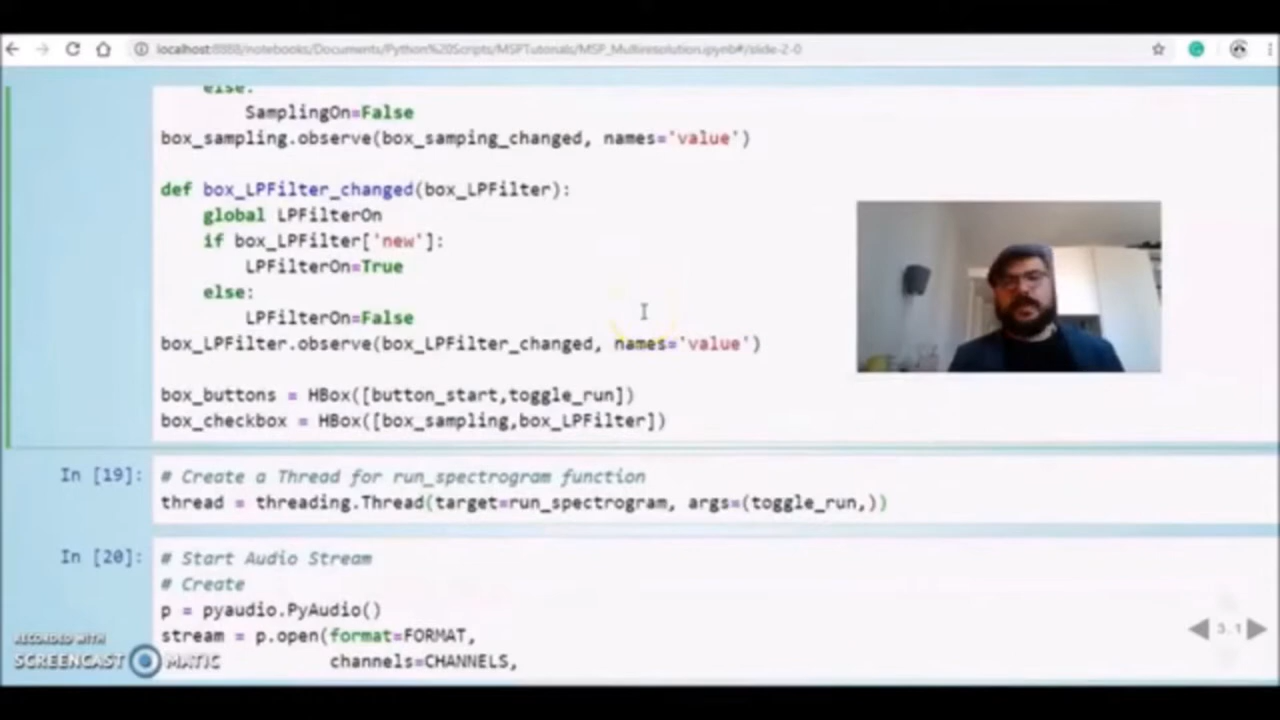 localhost:8888/notebooks/Documents/Python%20Scripts/MSPTutorials/MSP_Multiresolution.ipynb#/slide-2-0
else:
SamplingOn=False
box_sampling.observe(box_samping_changed, names='value')
def box_LPFilter_changed(box_LPFilter):
global LPFilterOn
if box_LPFilter['new']:
LPFilterOn=True
else:
LPFilterOn=False
box_LPFilter.observe(box_LPFilter_changed, names='value')
box_buttons = HBox([button_start,toggle_run])
box_checkbox = HBox([box_sampling,box_LPFilter])
In [19]:
# Create a Thread for run_spectrogram function
thread = threading.Thread(target=run_spectrogram, args=(toggle_run,))
In [20]:
# Start Audio Stream
# Create
p = pyaudio.PyAudio()
stream = p.open(format=FORMAT,
channels=CHANNELS,
3.1
RECORDED WITH
SCREENCAST MATIC